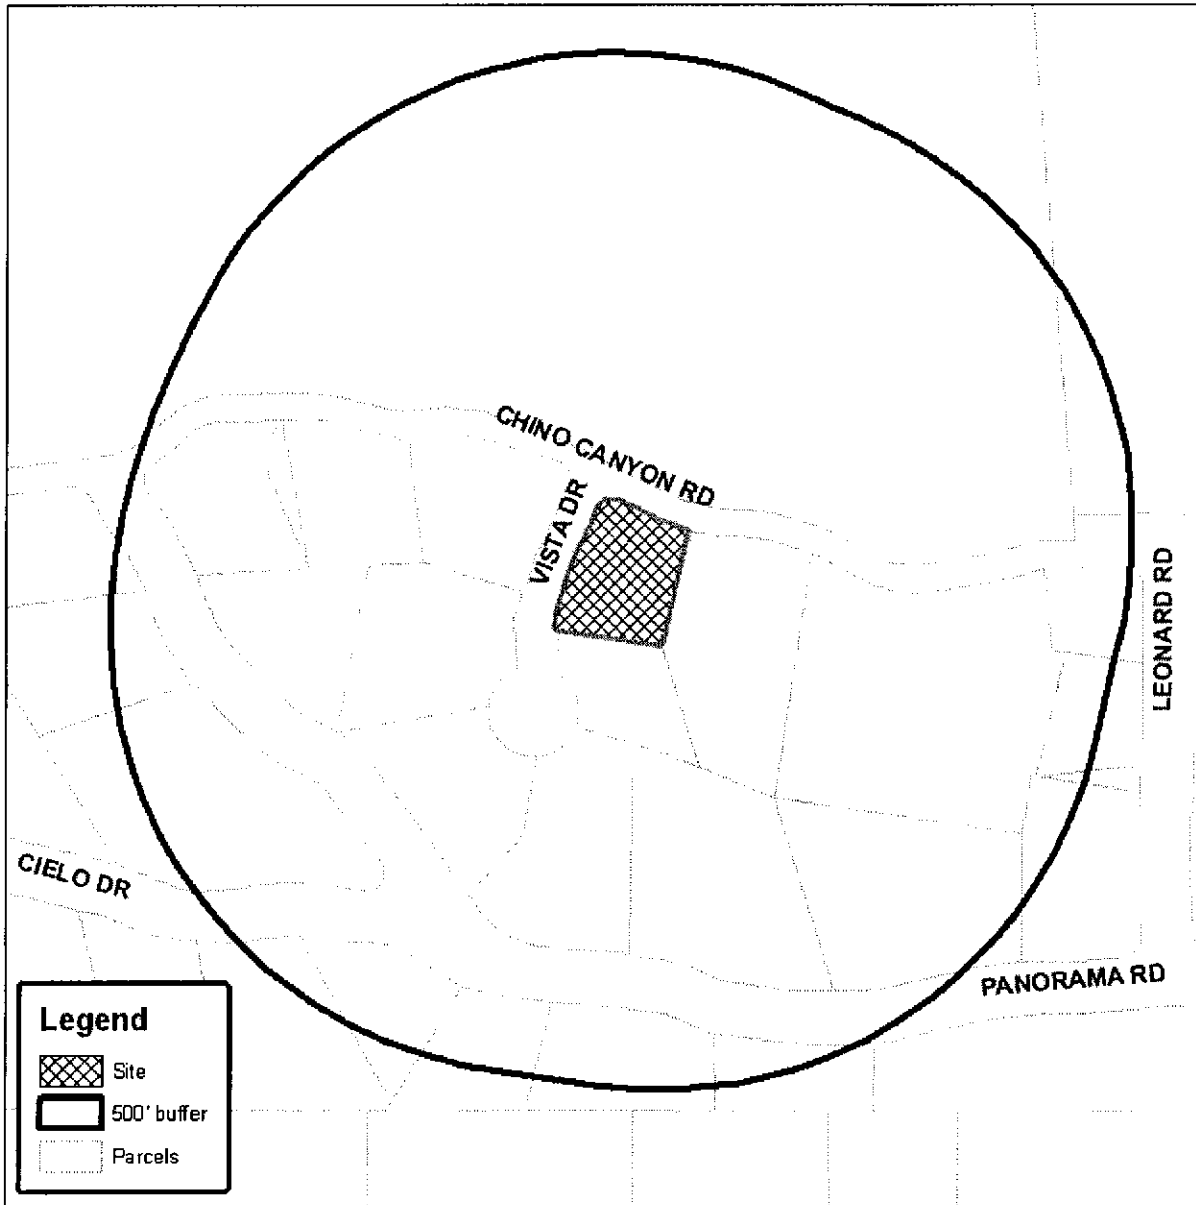 CHINO CANYON RD
VISTA DR
LEONARD RD
CIELO DR
PANORAMA RD
Legend
Site
500' buffer
Parcels